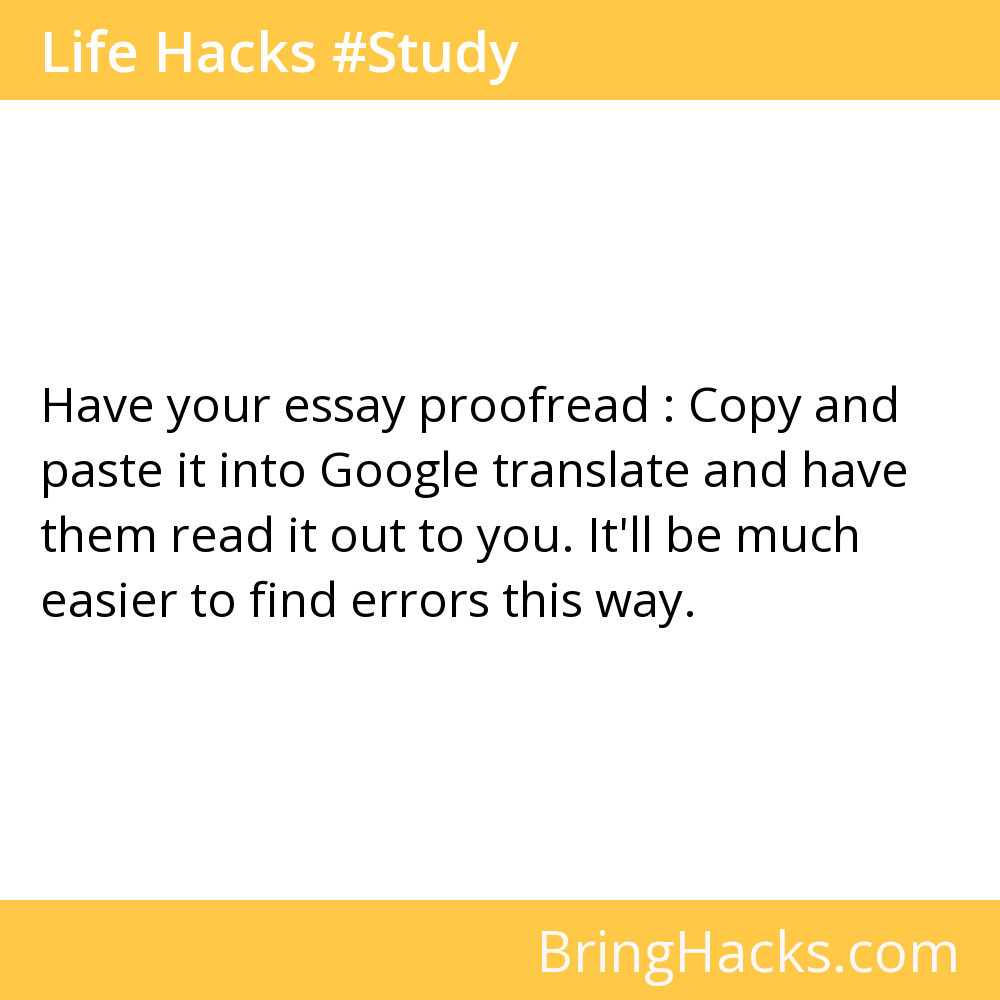 Life Hacks #Study
Have your essay proofread : Copy and
paste it into Google translate and have
them read it out to you. It'll be much
easier to find errors this way.
BringHacks.com